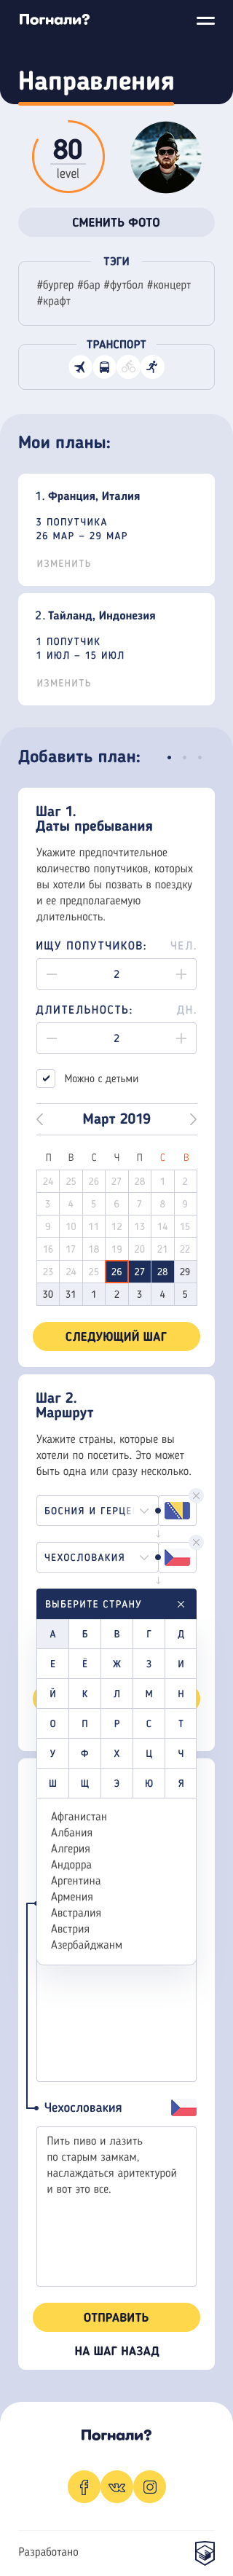 Погнали?
Направления
80
level
СМЕНИТЬ ФОТО
ТЭГИ
#бургер #бар #футбол #концерт
#крафт
ТРАНСПОРТ
Мои планы:
1. Франция, Италия
3 ПОПУТЧИКА
26 МАР – 29 МАР
ИЗМЕНИТЬ
2. Тайланд, Индонезия
1 ПОПУТЧИК
1 ИЮЛ – 15 ИЮЛ
ИЗМЕНИТЬ
Добавить план:
Шаг 1.
Даты пребывания
Укажите предпочтительное
количество попутчиков, которых
вы хотели бы позвать в поездку
и ее предполагаемую
длительность.
ИЩУ ПОПУТЧИКОВ: ЧЕЛ.
2
ДЛИТЕЛЬНОСТЬ: ДН.
2
Можно с детьми
Март 2019
П В С Ч П С В
24 25 26 27 28 1 2
3 4 5 6 7 8 9
9 10 11 12 13 14 15
16 17 18 19 20 21 22
23 24 25 26 27 28 29
30 31 1 2 3 4 5
СЛЕДУЮЩИЙ ШАГ
Шаг 2.
Маршрут
Укажите страны, которые вы
хотели по посетить. Это может
быть одна или сразу несколько.
БОСНИЯ И ГЕРЦЕ
ЧЕХОСЛОВАКИЯ
ВЫБЕРИТЕ СТРАНУ
А Б В Г Д
Е Ё Ж З И
Й К Л М Н
О П Р С Т
У Ф Х Ц Ч
Ш Щ Э Ю Я
Афганистан
Албания
Алгерия
Андорра
Аргентина
Армения
Австралия
Австрия
Азербайджанм
Чехословакия
Пить пиво и лазить
по старым замкам,
наслаждаться аритектурой
и вот это все.
ОТПРАВИТЬ
НА ШАГ НАЗАД
Погнали?
Разработано